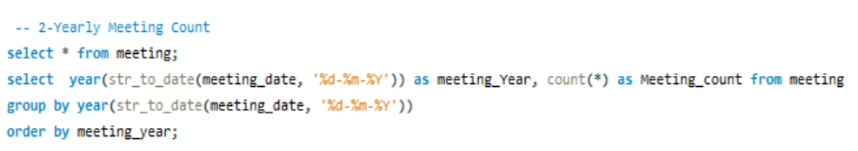 -- 2-Yearly Meeting Count
select * from meeting;
select  year(str_to_date(meeting_date, '%d-%m-%Y')) as meeting_Year, count(*) as Meeting_count from meeting
group by year(str_to_date(meeting_date, '%d-%m-%Y'))
order by meeting_year;